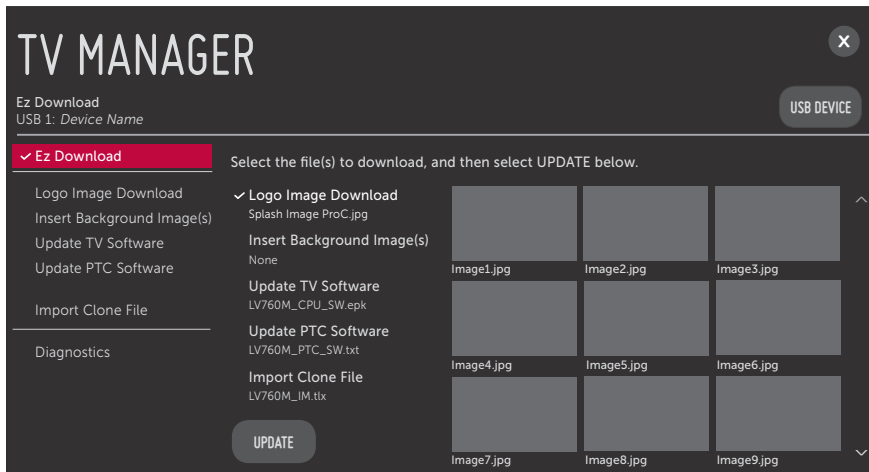 TV MANAGER
X
Ez Download
USB 1: Device Name
USB DEVICE
Ez Download
Logo Image Download
Insert Background Image(s)
Update TV Software
Update PTC Software
Import Clone File
Diagnostics
Select the file(s) to download, and then select UPDATE below.
Logo Image Download
Splash Image ProC.jpg
Insert Background Image(s)
None
Update TV Software
LV760M_CPU_SW.epk
Update PTC Software
LV760M_PTC_SW.txt
Import Clone File
LV760M_IM.tlx
UPDATE
Image1.jpg
Image2.jpg
Image3.jpg
Image4.jpg
Image5.jpg
Image6.jpg
Image7.jpg
Image8.jpg
Image9.jpg